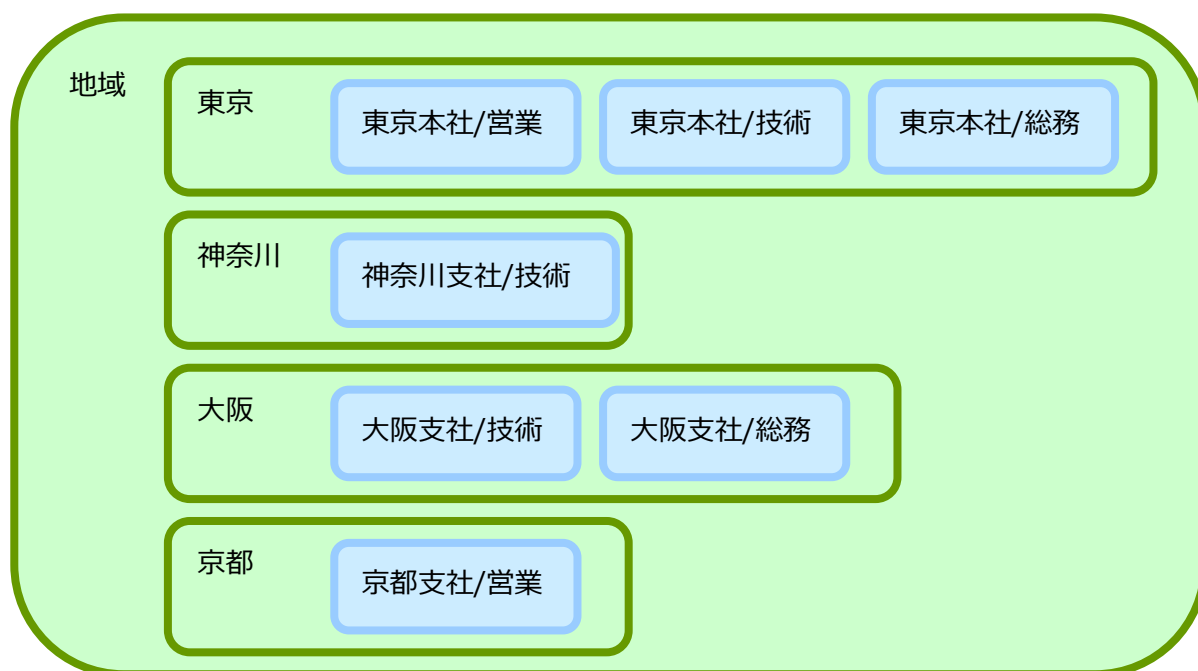 地域
東京
東京本社/営業
東京本社/技術
東京本社/総務
神奈川
神奈川支社/技術
大阪
大阪支社/技術
大阪支社/総務
京都
京都支社/営業